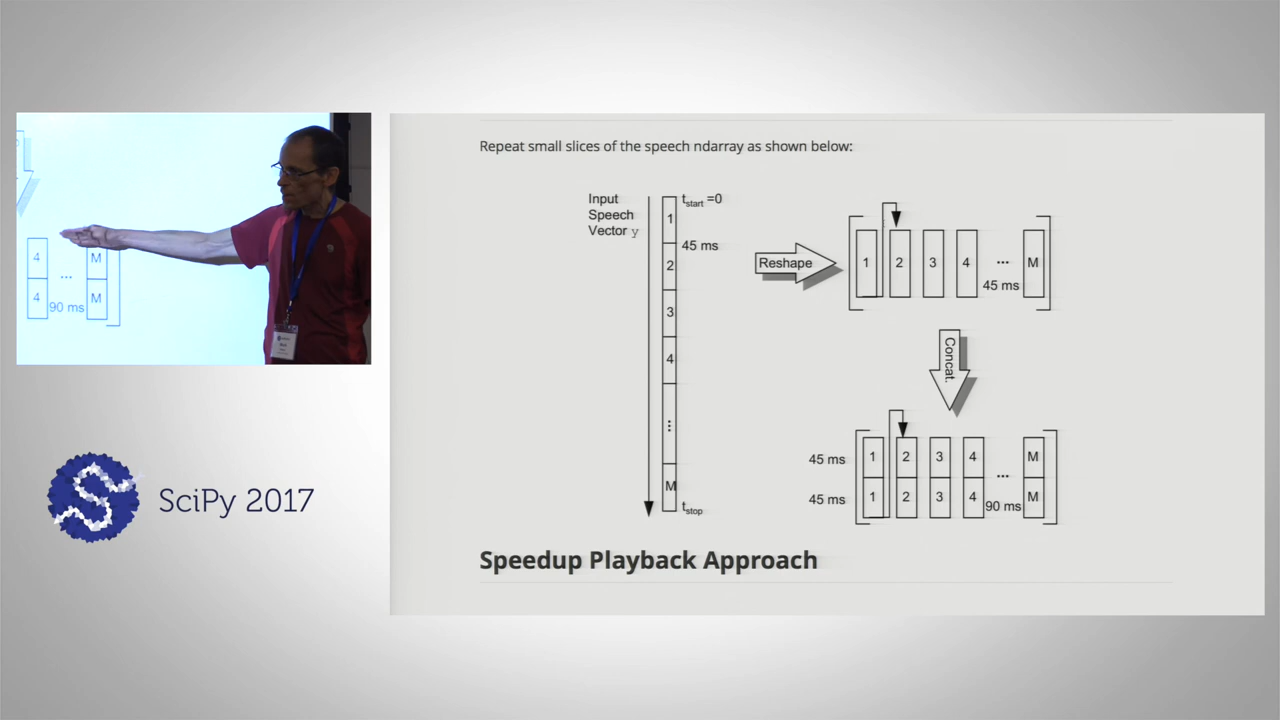 Repeat small slices of the speech ndarray as shown below:
Input
Speech
Vector y
t_start =0
1
45 ms
2
3
4
⋮
M
t_stop
Reshape
1 2 3 4 ... M
45 ms
Concat.
45 ms 1 2 3 4 ... M
45 ms 1 2 3 4 90 ms M
Speedup Playback Approach
4 ... M
4 90 ms M
SciPy 2017